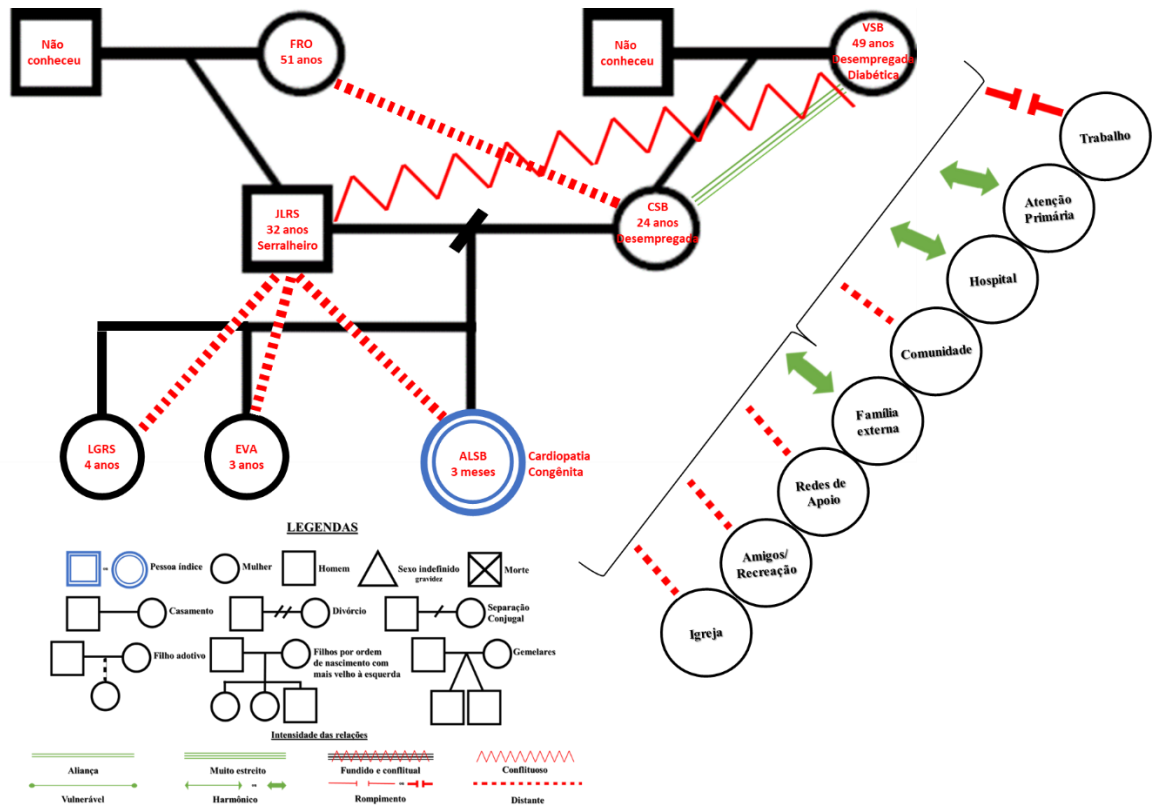 Não
conheceu
FRO
51 anos
Não
conheceu
VSB
49 anos
Desempregada
Diabética
JLRS
32 anos
Serralheiro
CSB
24 anos
Desempregada
LGRS
4 anos
EVA
3 anos
ALSB
3 meses
Cardiopatia
Congênita
Trabalho
Atenção
Primária
Hospital
Comunidade
Família
externa
Redes de
Apoio
Amigos/
Recreação
Igreja
LEGENDAS
ou
Pessoa índice
Mulher
Homem
Sexo indefinido
gravidez
Morte
Casamento
Divórcio
Separação
Conjugal
Filho adotivo
Filhos por ordem
de nascimento com
mais velho à esquerda
Gemelares
Intensidade das relações
Aliança
Muito estreito
Fundido e conflitual
Conflituoso
Vulnerável
ou
Harmônico
ou
Rompimento
Distante